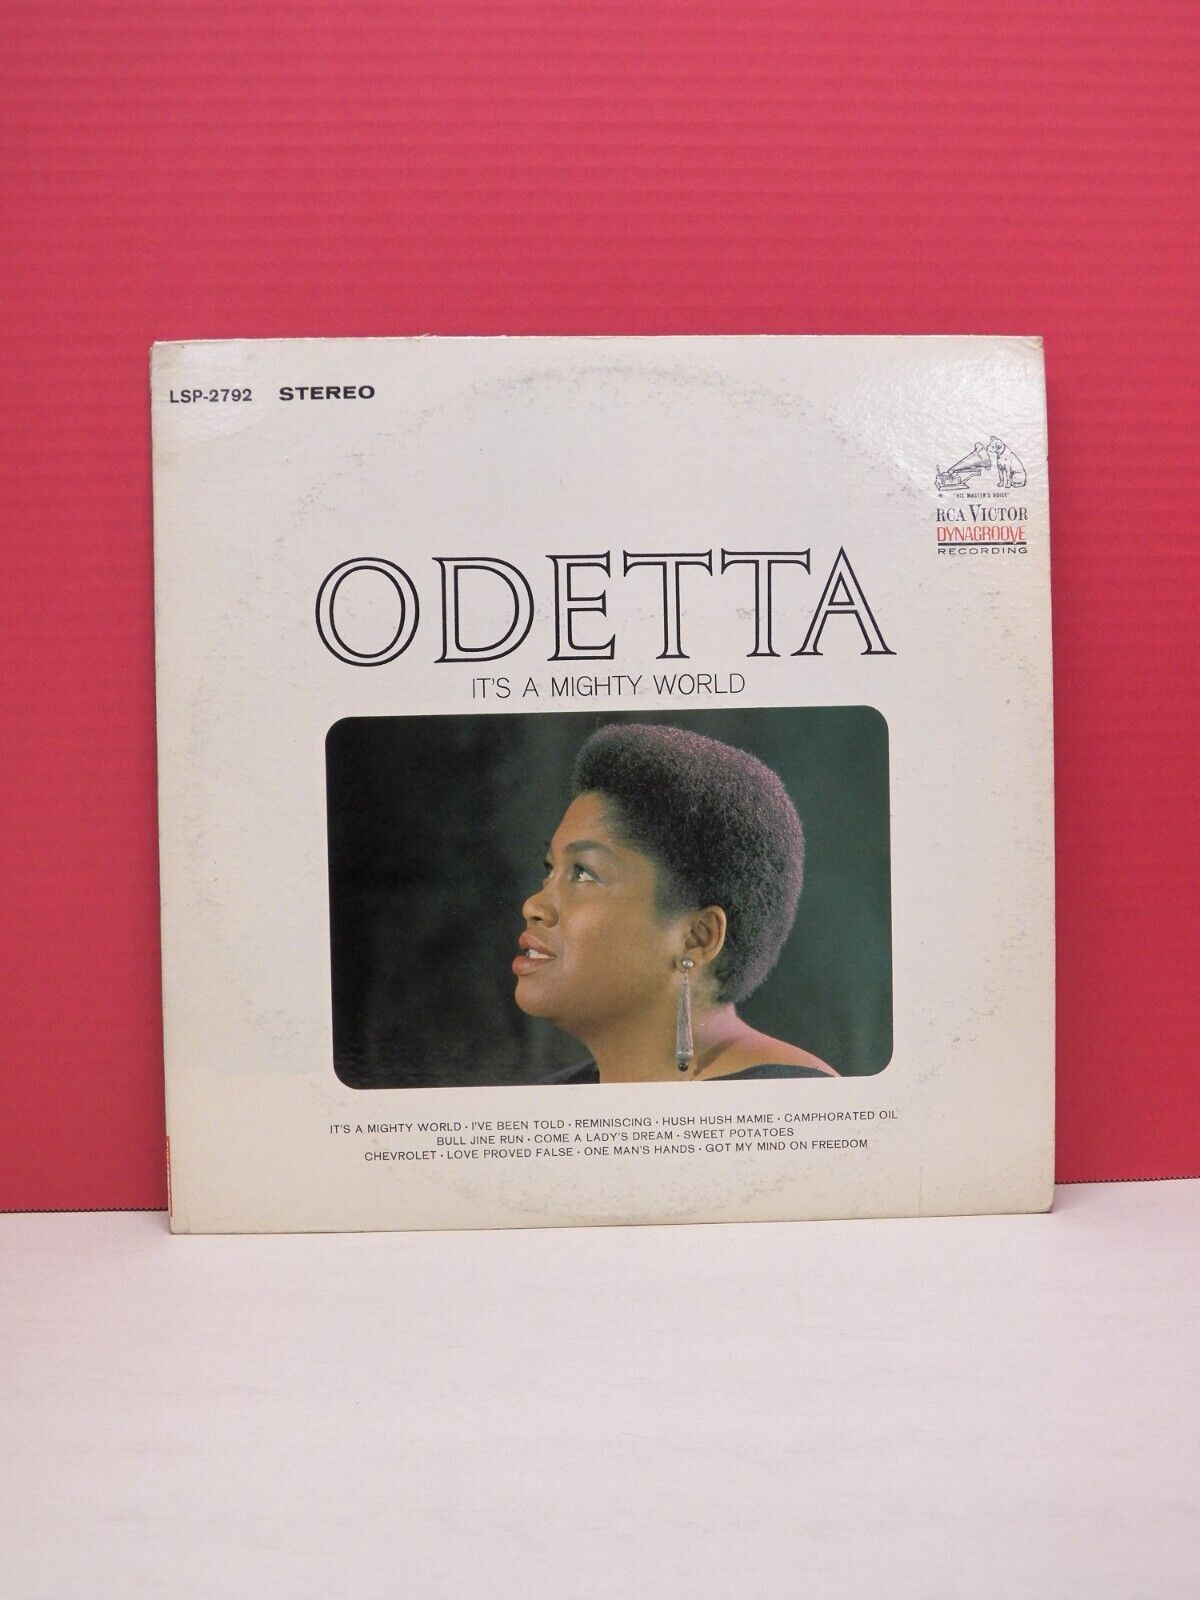 LSP-2792 STEREO
"HIS MASTER'S VOICE"
RCA VICTOR
DYNAGROOVE
RECORDING
ODETTA
IT'S A MIGHTY WORLD
IT'S A MIGHTY WORLD • I'VE BEEN TOLD • REMINISCING • HUSH HUSH MAMIE • CAMPHORATED OIL
BULL JINE RUN • COME A LADY'S DREAM • SWEET POTATOES
CHEVROLET • LOVE PROVED FALSE • ONE MAN'S HANDS • GOT MY MIND ON FREEDOM